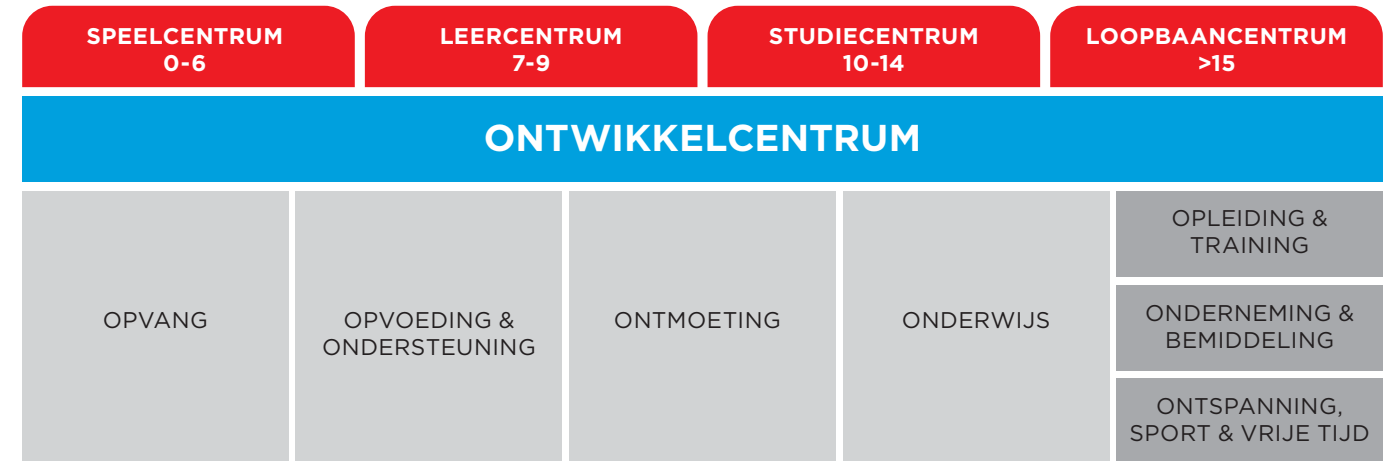 SPEELCENTRUM
0-6
LEERCENTRUM
7-9
STUDIECENTRUM
10-14
LOOPBAANCENTRUM
>15
ONTWIKKELCENTRUM
OPVANG
OPVOEDING &
ONDERSTEUNING
ONTMOETING
ONDERWIJS
OPLEIDING &
TRAINING
ONDERNEMING &
BEMIDDELING
ONTSPANNING,
SPORT & VRIJE TIJD